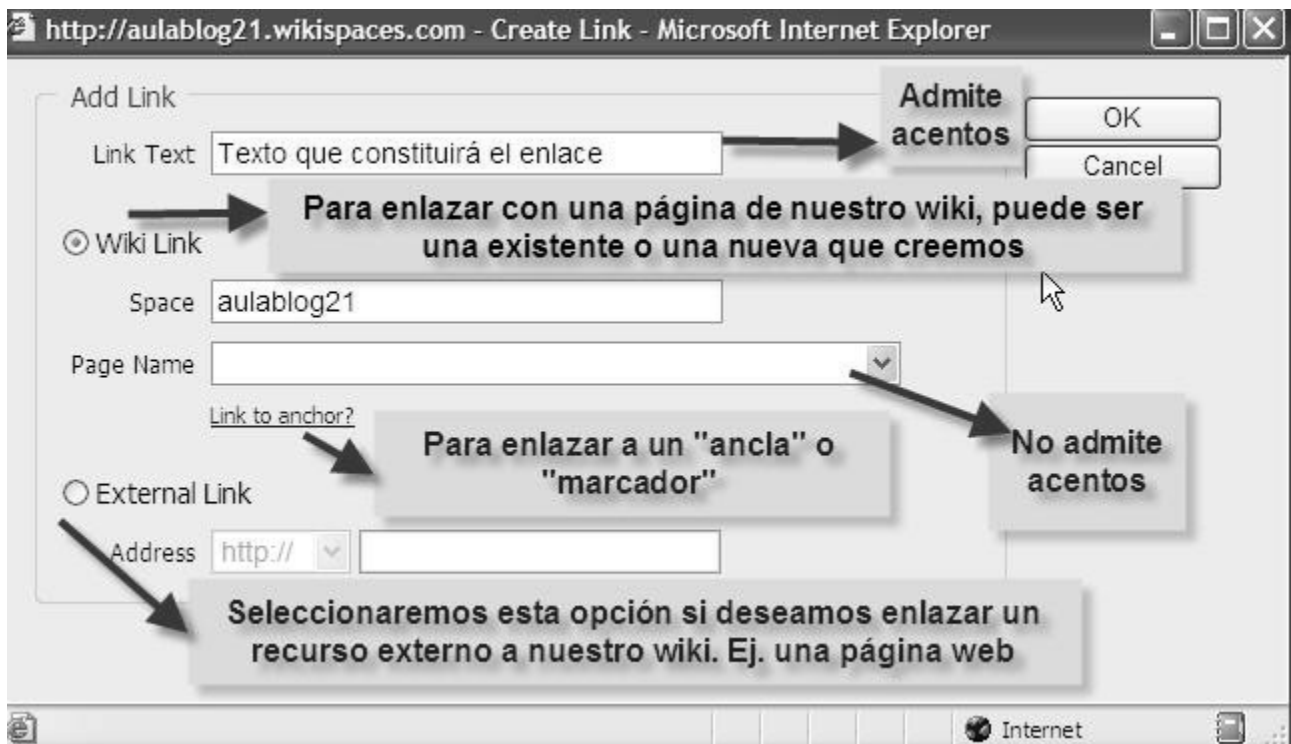 http://aulablog21.wikispaces.com - Create Link - Microsoft Internet Explorer
Add Link
Admite
acentos
OK
Link Text
Texto que constituirá el enlace
Cancel
Para enlazar con una página de nuestro wiki, puede ser
una existente o una nueva que creemos
Wiki Link
Space
aulablog21
Page Name
Link to anchor?
Para enlazar a un "ancla" o
"marcador"
No admite
acentos
External Link
Address
http://
Seleccionaremos esta opción si deseamos enlazar un
recurso externo a nuestro wiki. Ej. una página web
Internet